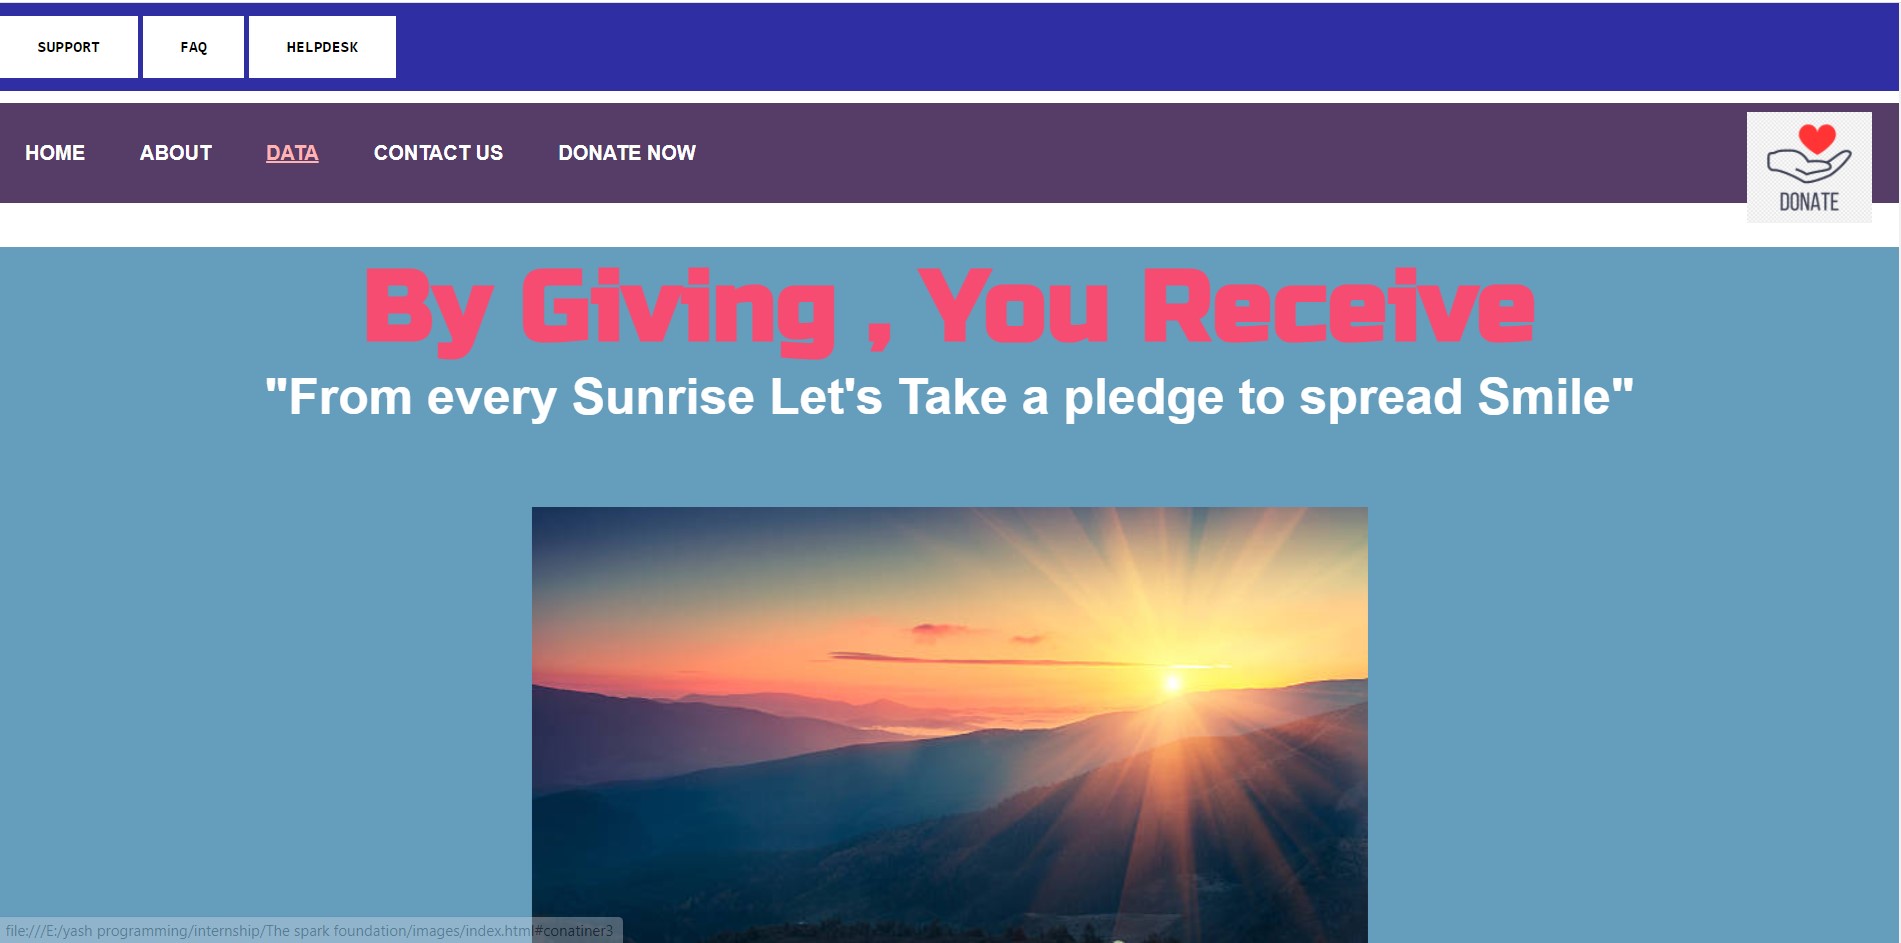 SUPPORT FAQ HELPDESK
HOME ABOUT DATA CONTACT US DONATE NOW
DONATE
By Giving , You Receive
"From every Sunrise Let's Take a pledge to spread Smile"
file:///E:/yash programming/internship/The spark foundation/images/index.html#conatiner3